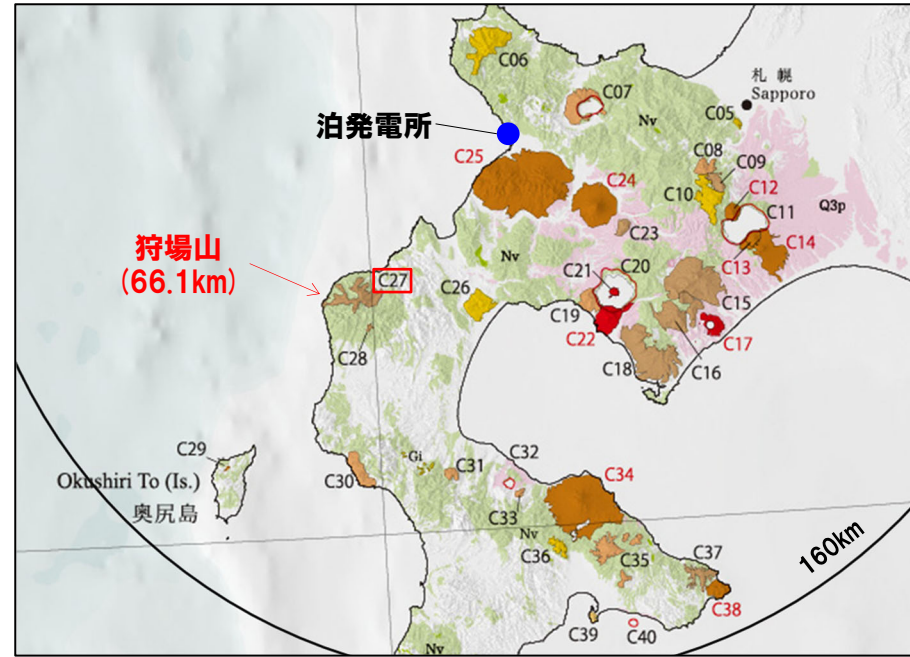 C06
札幌
Sapporo
C07
C05
泊発電所
Nv
C25
C08
C09
C24
C12
C10
C11
Q3p
C23
C14
狩場山
(66.1km)
Nv
C13
C21
C20
C27
C26
C15
C19
C22
C17
C28
C18
C16
C29
C32
Gi
C31
C34
Okushiri To (Is.)
C30
奥尻島
C33
Nv
C36
C35
C37
160km
C38
C39
C40
Nv